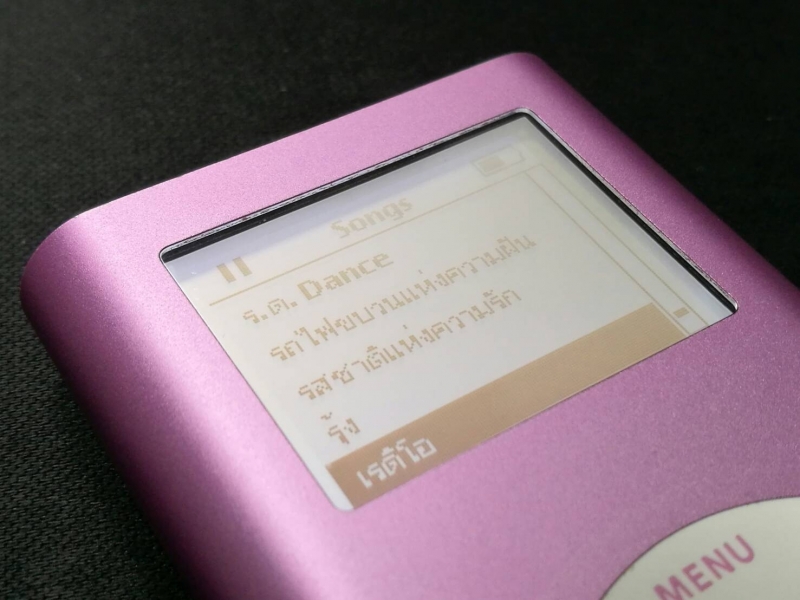 Songs
ร.ด. Dance
รถไฟขบวนแห่งความฝัน
รสชาติแห่งความรัก
รุ้ง
เรดิโอ
MENU